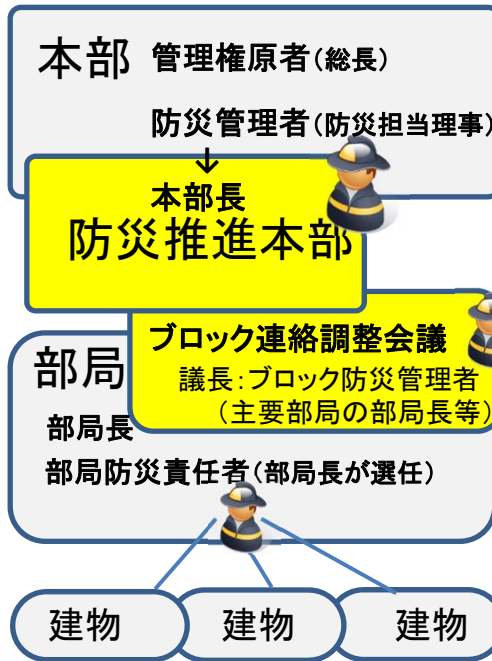 本部 管理権原者(総長)
防災管理者(防災担当理事)
↓
本部長
防災推進本部
ブロック連絡調整会議
議長:ブロック防災管理者
(主要部局の部局長等)
部局
部局長
部局防災責任者(部局長が選任)
建物 建物 建物